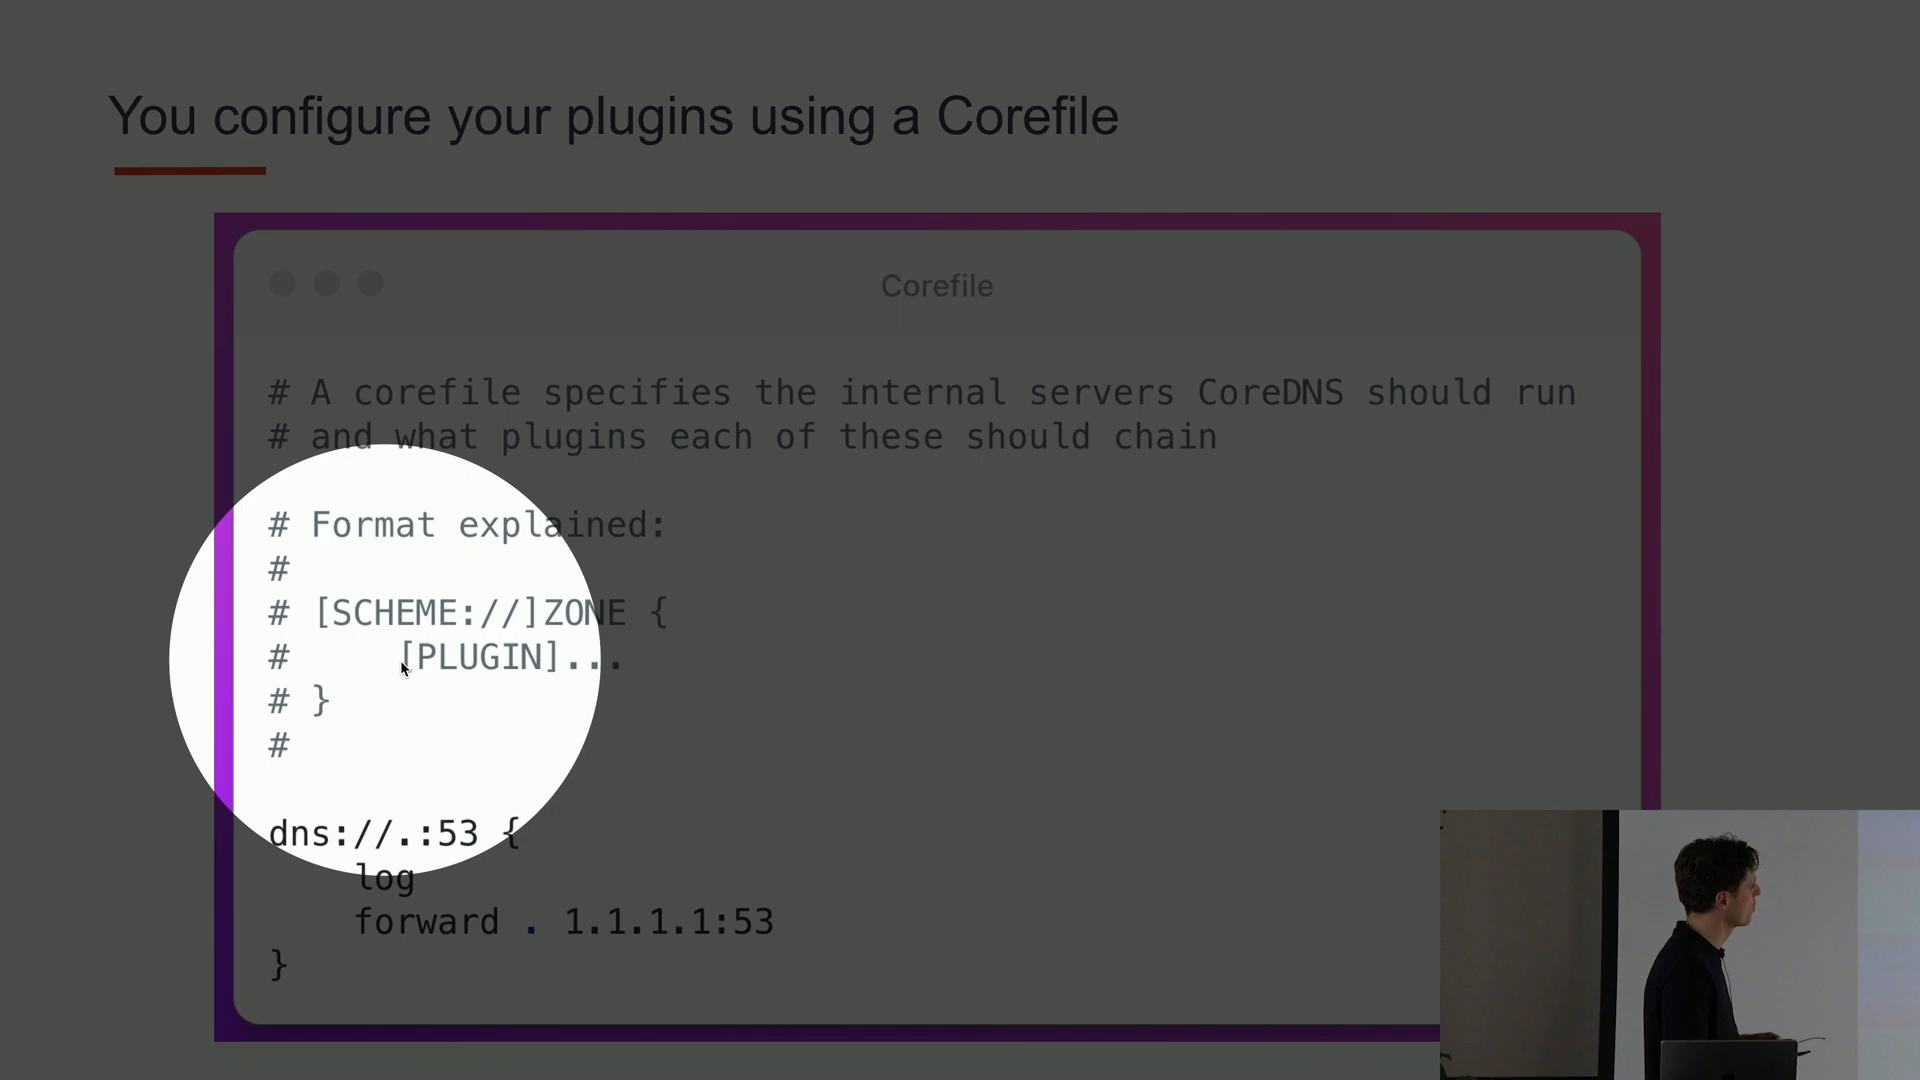 You configure your plugins using a Corefile
Corefile
# A corefile specifies the internal servers CoreDNS should run
# and what plugins each of these should chain
# Format explained:
#
# [SCHEME://]ZONE {
#     [PLUGIN]...
# }
#
dns://.:53 {
    log
    forward . 1.1.1.1:53
}